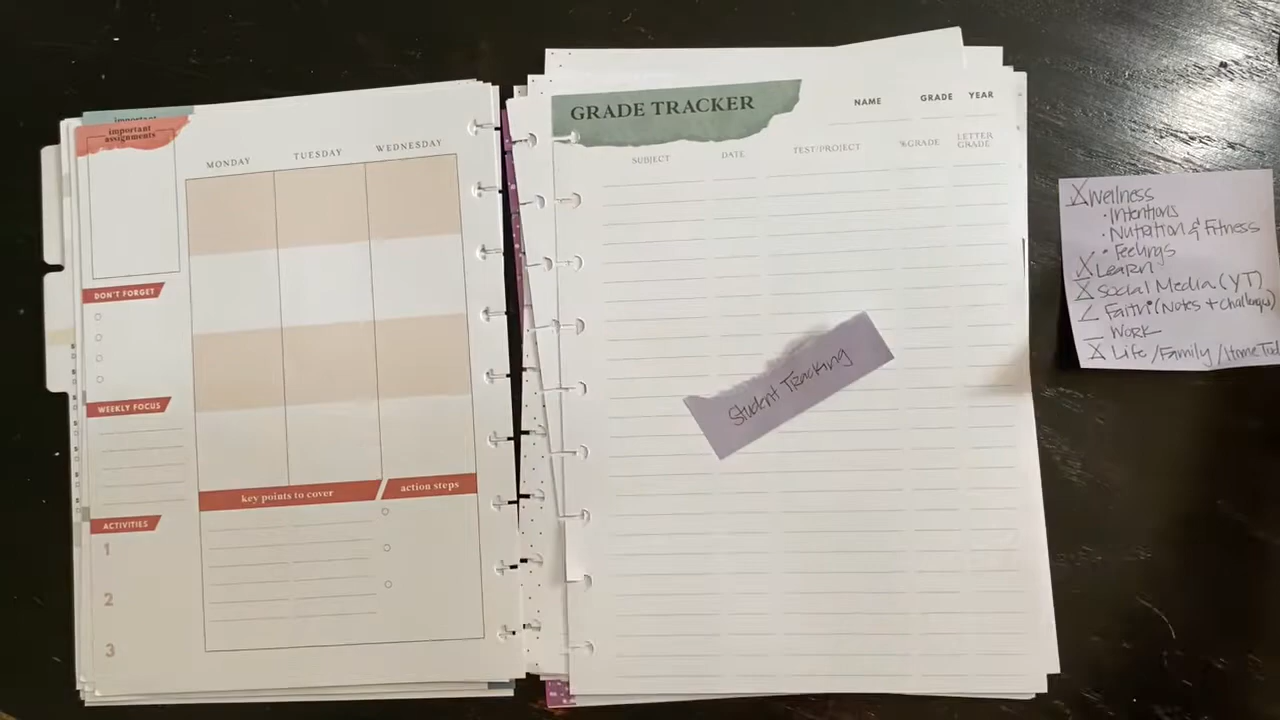 important
important
assignments
MONDAY
TUESDAY
WEDNESDAY
DON'T FORGET
WEEKLY FOCUS
ACTIVITIES
1
2
3
key points to cover
action steps
GRADE TRACKER
NAME
GRADE
YEAR
SUBJECT
DATE
TEST/PROJECT
%GRADE
LETTER
GRADE
Student Tracking
X Wellness
• Intentions
• Nutrition & Fitness
• Feelings
X Learn
X Social Media (YT)
Faith (Notes + Challenges)
Work
X Life/Family/Home